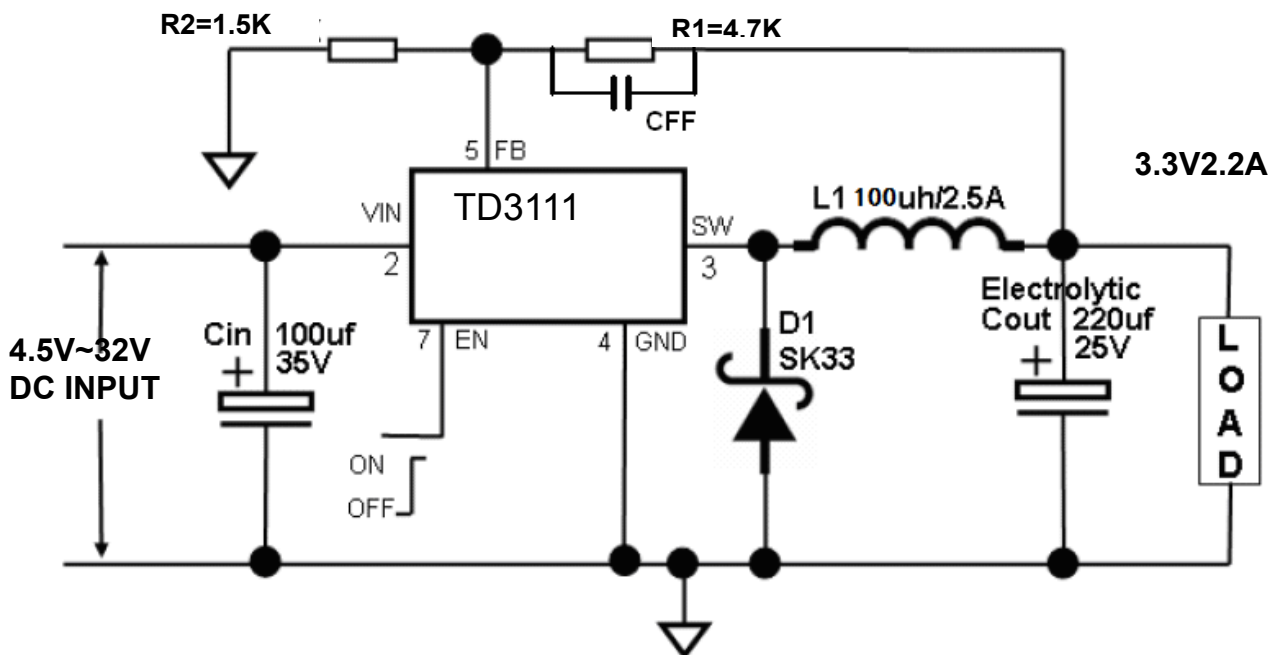 R2=1.5K
R1=4.7K
CFF
5 FB
3.3V2.2A
TD3111
L1 100uh/2.5A
VIN
SW
2
3
Electrolytic
Cout 220uf
25V
+
D1
SK33
Cin 100uf
35V
+
7 EN
4 GND
4.5V~32V
DC INPUT
LOAD
ON
OFF